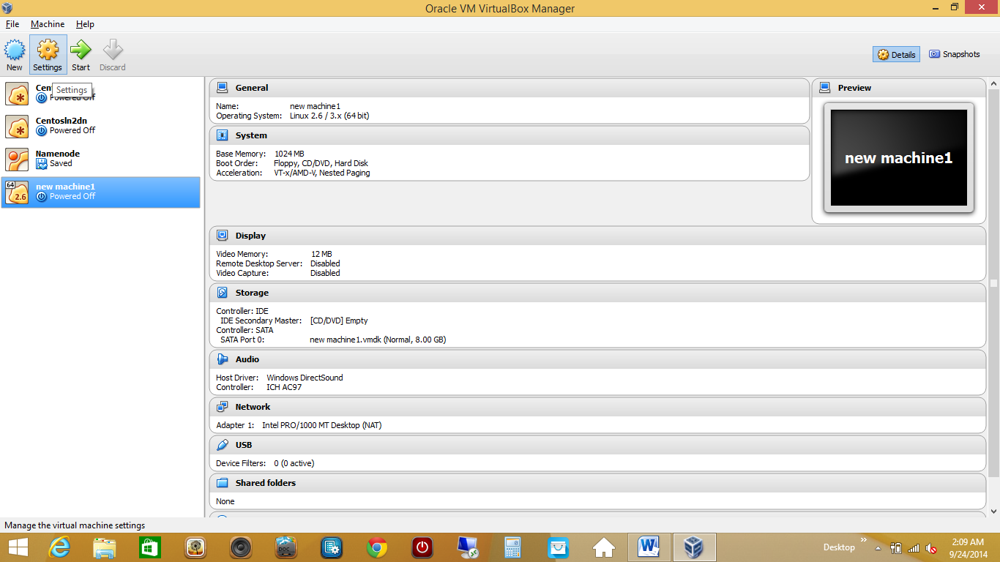 Oracle VM VirtualBox Manager
File Machine Help
New Settings Start Discard
Details Snapshots
Settings
Powered Off
CentosIn2dn
Powered Off
Namenode
Saved
64
2.6
new machine1
Powered Off
General
Name: new machine1
Operating System: Linux 2.6 / 3.x (64 bit)
System
Base Memory: 1024 MB
Boot Order: Floppy, CD/DVD, Hard Disk
Acceleration: VT-x/AMD-V, Nested Paging
Preview
new machine1
Display
Video Memory: 12 MB
Remote Desktop Server: Disabled
Video Capture: Disabled
Storage
Controller: IDE
IDE Secondary Master: [CD/DVD] Empty
Controller: SATA
SATA Port 0: new machine1.vmdk (Normal, 8.00 GB)
Audio
Host Driver: Windows DirectSound
Controller: ICH AC97
Network
Adapter 1: Intel PRO/1000 MT Desktop (NAT)
USB
Device Filters: 0 (0 active)
Shared folders
None
Manage the virtual machine settings
DOC
Desktop
2:09 AM
9/24/2014